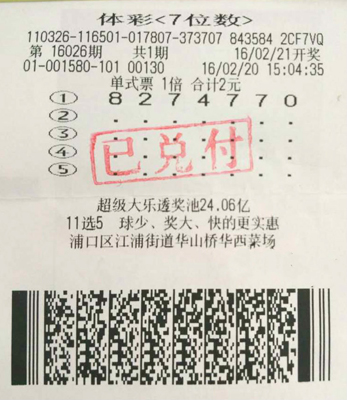 体彩<7位数>
110326-116501-017807-373707 843584 2CF7VQ
第 16026期 共1期 16/02/21开奖
01-001580-101 00130 16/02/20 15:04:35
单式票 1倍 合计2元
① 8 2 7 4 7 7 0
② . . . . . . .
③ . . . . . . .
④ . . . . . . .
⑤ . . . . . . .
已兑付
超级大乐透奖池24.06亿
11选5 球少、奖大、快的更实惠
浦口区江浦街道华山桥华西菜场